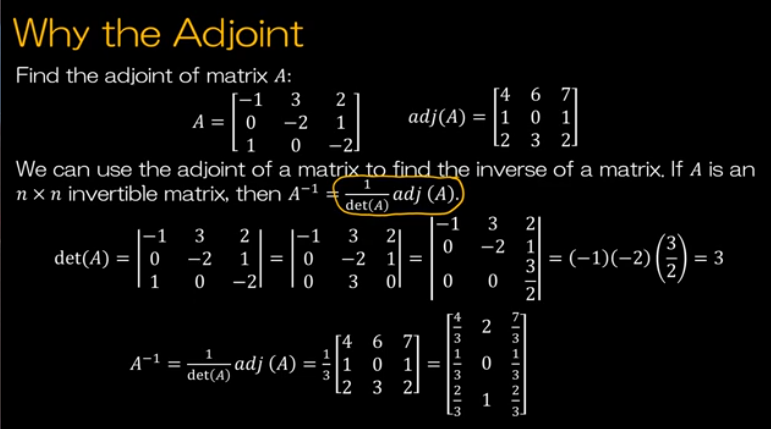 Why the Adjoint
Find the adjoint of matrix A:
A = [−1 3 2; 0 −2 1; 1 0 −2] adj(A) = [4 6 7; 1 0 1; 2 3 2]
We can use the adjoint of a matrix to find the inverse of a matrix. If A is an
n × n invertible matrix, then A⁻¹ = 1/det(A) adj (A).
det(A) = |−1 3 2; 0 −2 1; 1 0 −2| = |−1 3 2; 0 −2 1; 0 3 0| = |−1 3 2; 0 −2 1; 0 0 3/2| = (−1)(−2)(3/2) = 3
A⁻¹ = 1/det(A) adj (A) = 1/3 [4 6 7; 1 0 1; 2 3 2] = [4/3 2 7/3; 1/3 0 1/3; 2/3 1 2/3]